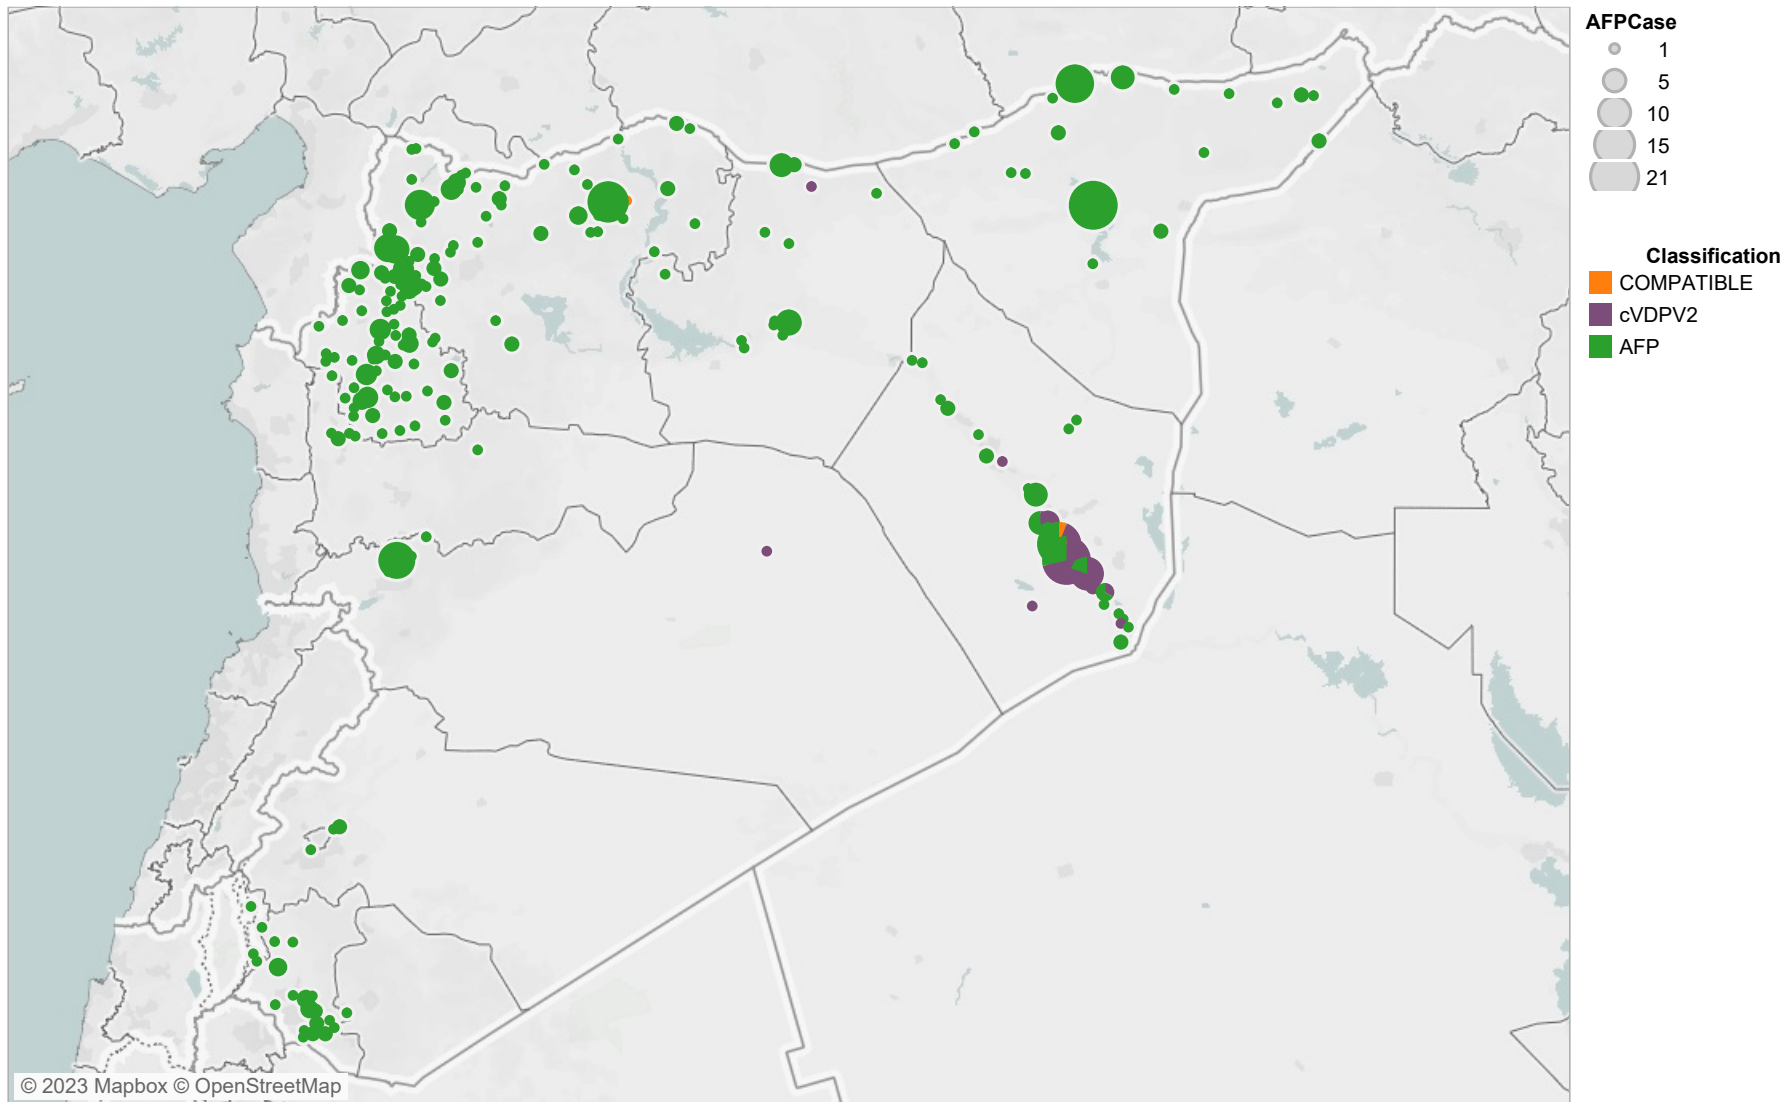 AFPCase
1
5
10
15
21
Classification
COMPATIBLE
cVDPV2
AFP
© 2023 Mapbox © OpenStreetMap